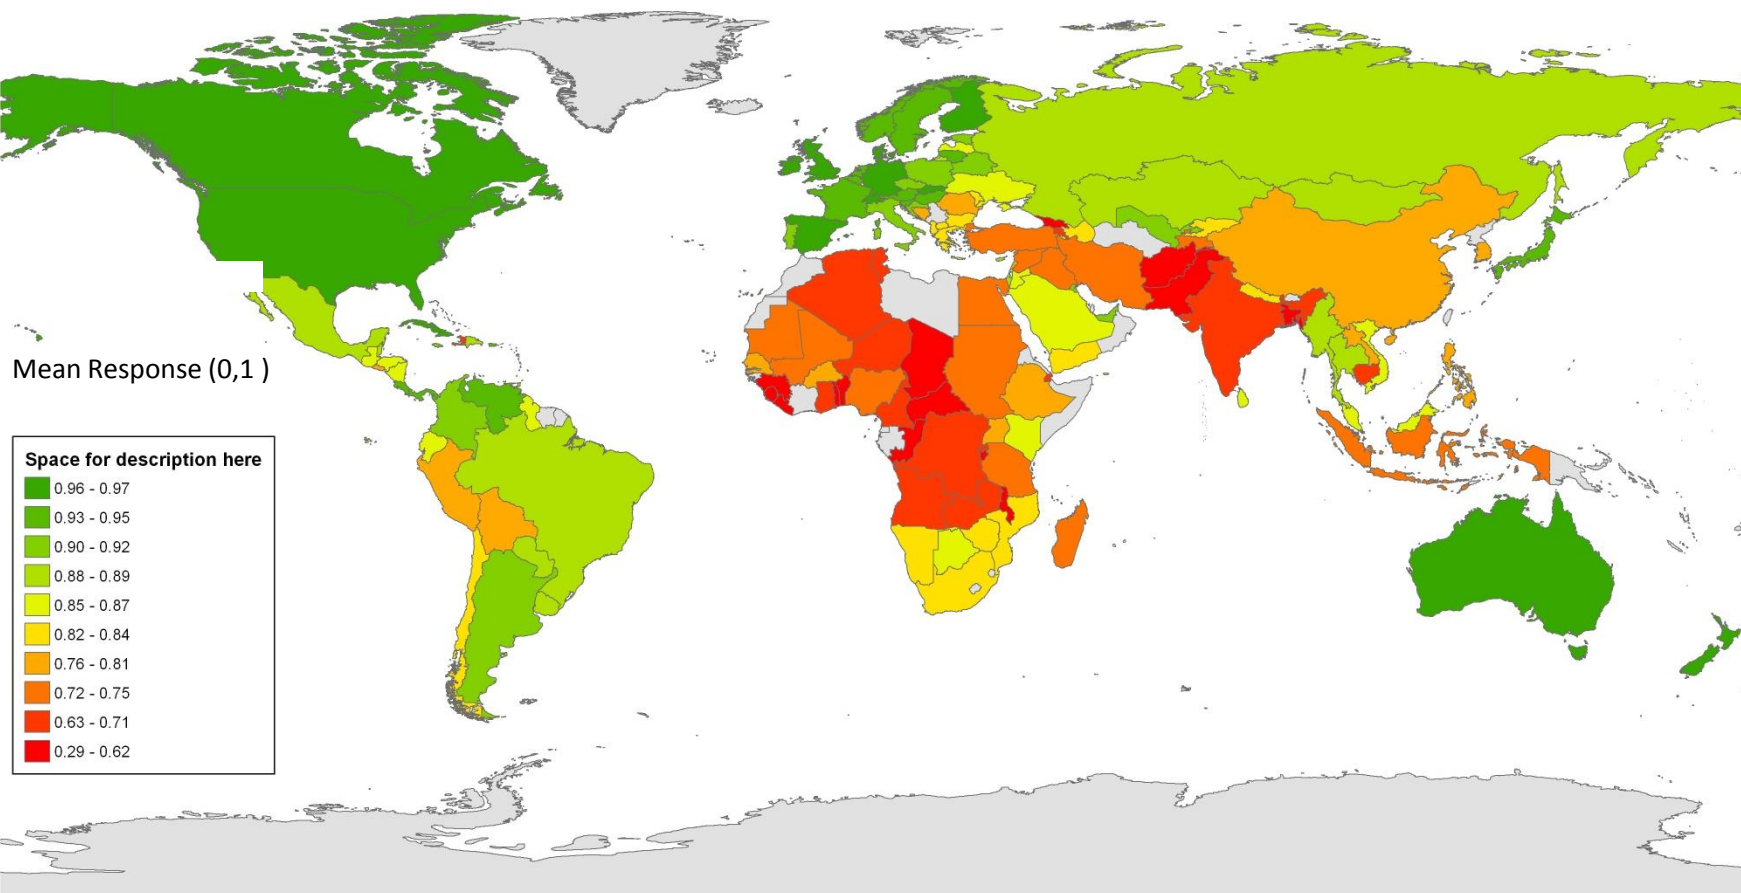 Mean Response (0,1 )
Space for description here
0.96 - 0.97
0.93 - 0.95
0.90 - 0.92
0.88 - 0.89
0.85 - 0.87
0.82 - 0.84
0.76 - 0.81
0.72 - 0.75
0.63 - 0.71
0.29 - 0.62